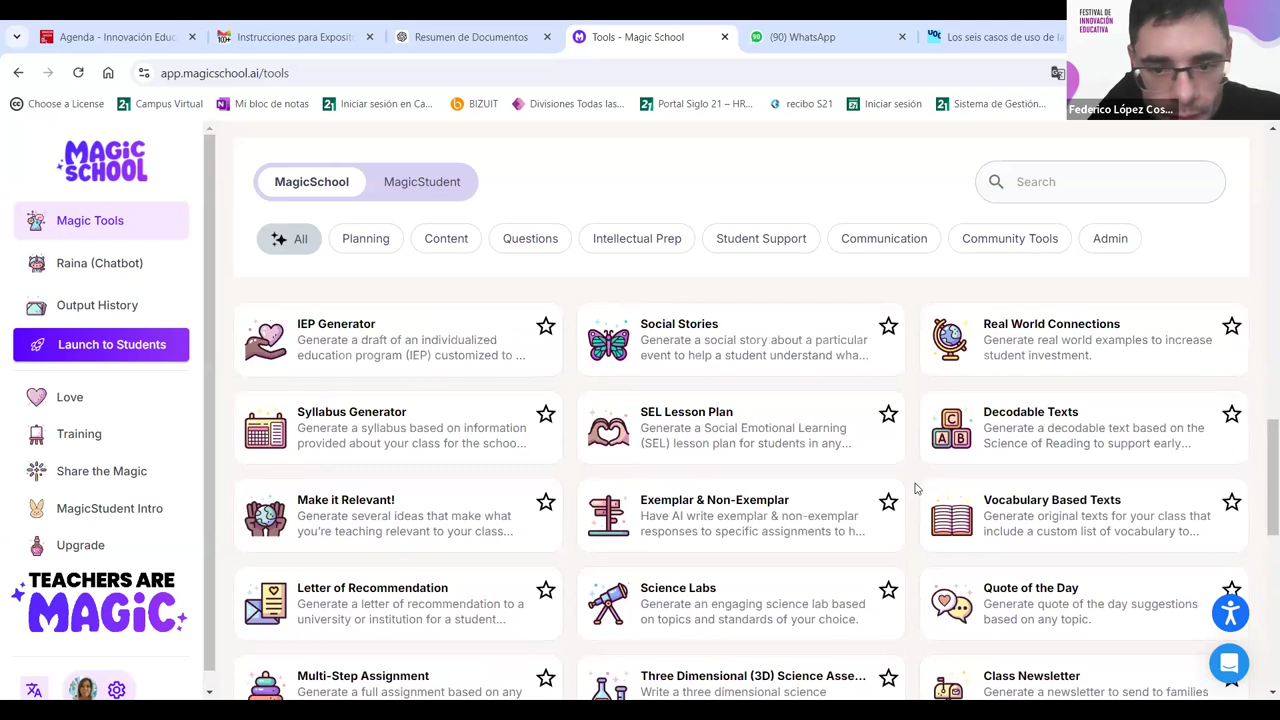 Agenda - Innovación Educ
Instrucciones para Exposit
Resumen de Documentos
Tools - Magic School
(90) WhatsApp
Los seis casos de uso de la
FESTIVAL DE
INNOVACIÓN
EDUCATIVA
Federico López Cos...
app.magicschool.ai/tools
Choose a License
Campus Virtual
Mi bloc de notas
Iniciar sesión en Ca...
BIZUIT
Divisiones Todas las...
Portal Siglo 21 – HR...
recibo S21
Iniciar sesión
Sistema de Gestión...
MAGIC
SCHOOL
Magic Tools
Raina (Chatbot)
Output History
Launch to Students
Love
Training
Share the Magic
MagicStudent Intro
Upgrade
TEACHERS ARE
MAGIC
MagicSchool
MagicStudent
Search
All
Planning
Content
Questions
Intellectual Prep
Student Support
Communication
Community Tools
Admin
IEP Generator
Generate a draft of an individualized
education program (IEP) customized to ...
Social Stories
Generate a social story about a particular
event to help a student understand wha...
Real World Connections
Generate real world examples to increase
student investment.
Syllabus Generator
Generate a syllabus based on information
provided about your class for the schoo...
SEL Lesson Plan
Generate a Social Emotional Learning
(SEL) lesson plan for students in any...
Decodable Texts
Generate a decodable text based on the
Science of Reading to support early...
Make it Relevant!
Generate several ideas that make what
you're teaching relevant to your class...
Exemplar & Non-Exemplar
Have AI write exemplar & non-exemplar
responses to specific assignments to h...
Vocabulary Based Texts
Generate original texts for your class that
include a custom list of vocabulary to...
Letter of Recommendation
Generate a letter of recommendation to a
university or institution for a student...
Science Labs
Generate an engaging science lab based
on topics and standards of your choice.
Quote of the Day
Generate quote of the day suggestions
based on any topic.
Multi-Step Assignment
Generate a full assignment based on any
Three Dimensional (3D) Science Asse...
Write a three dimensional science
Class Newsletter
Generate a newsletter to send to families